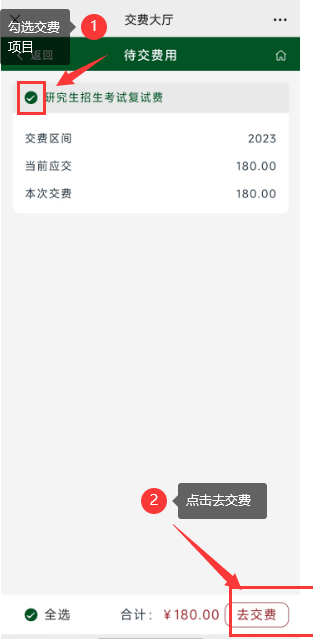 交费大厅
勾选交费
项目
1
返回
待交费用
研究生招生考试复试费
交费区间 2023
当前应交 180.00
本次交费 180.00
2
点击去交费
全选 合计：￥180.00 去交费